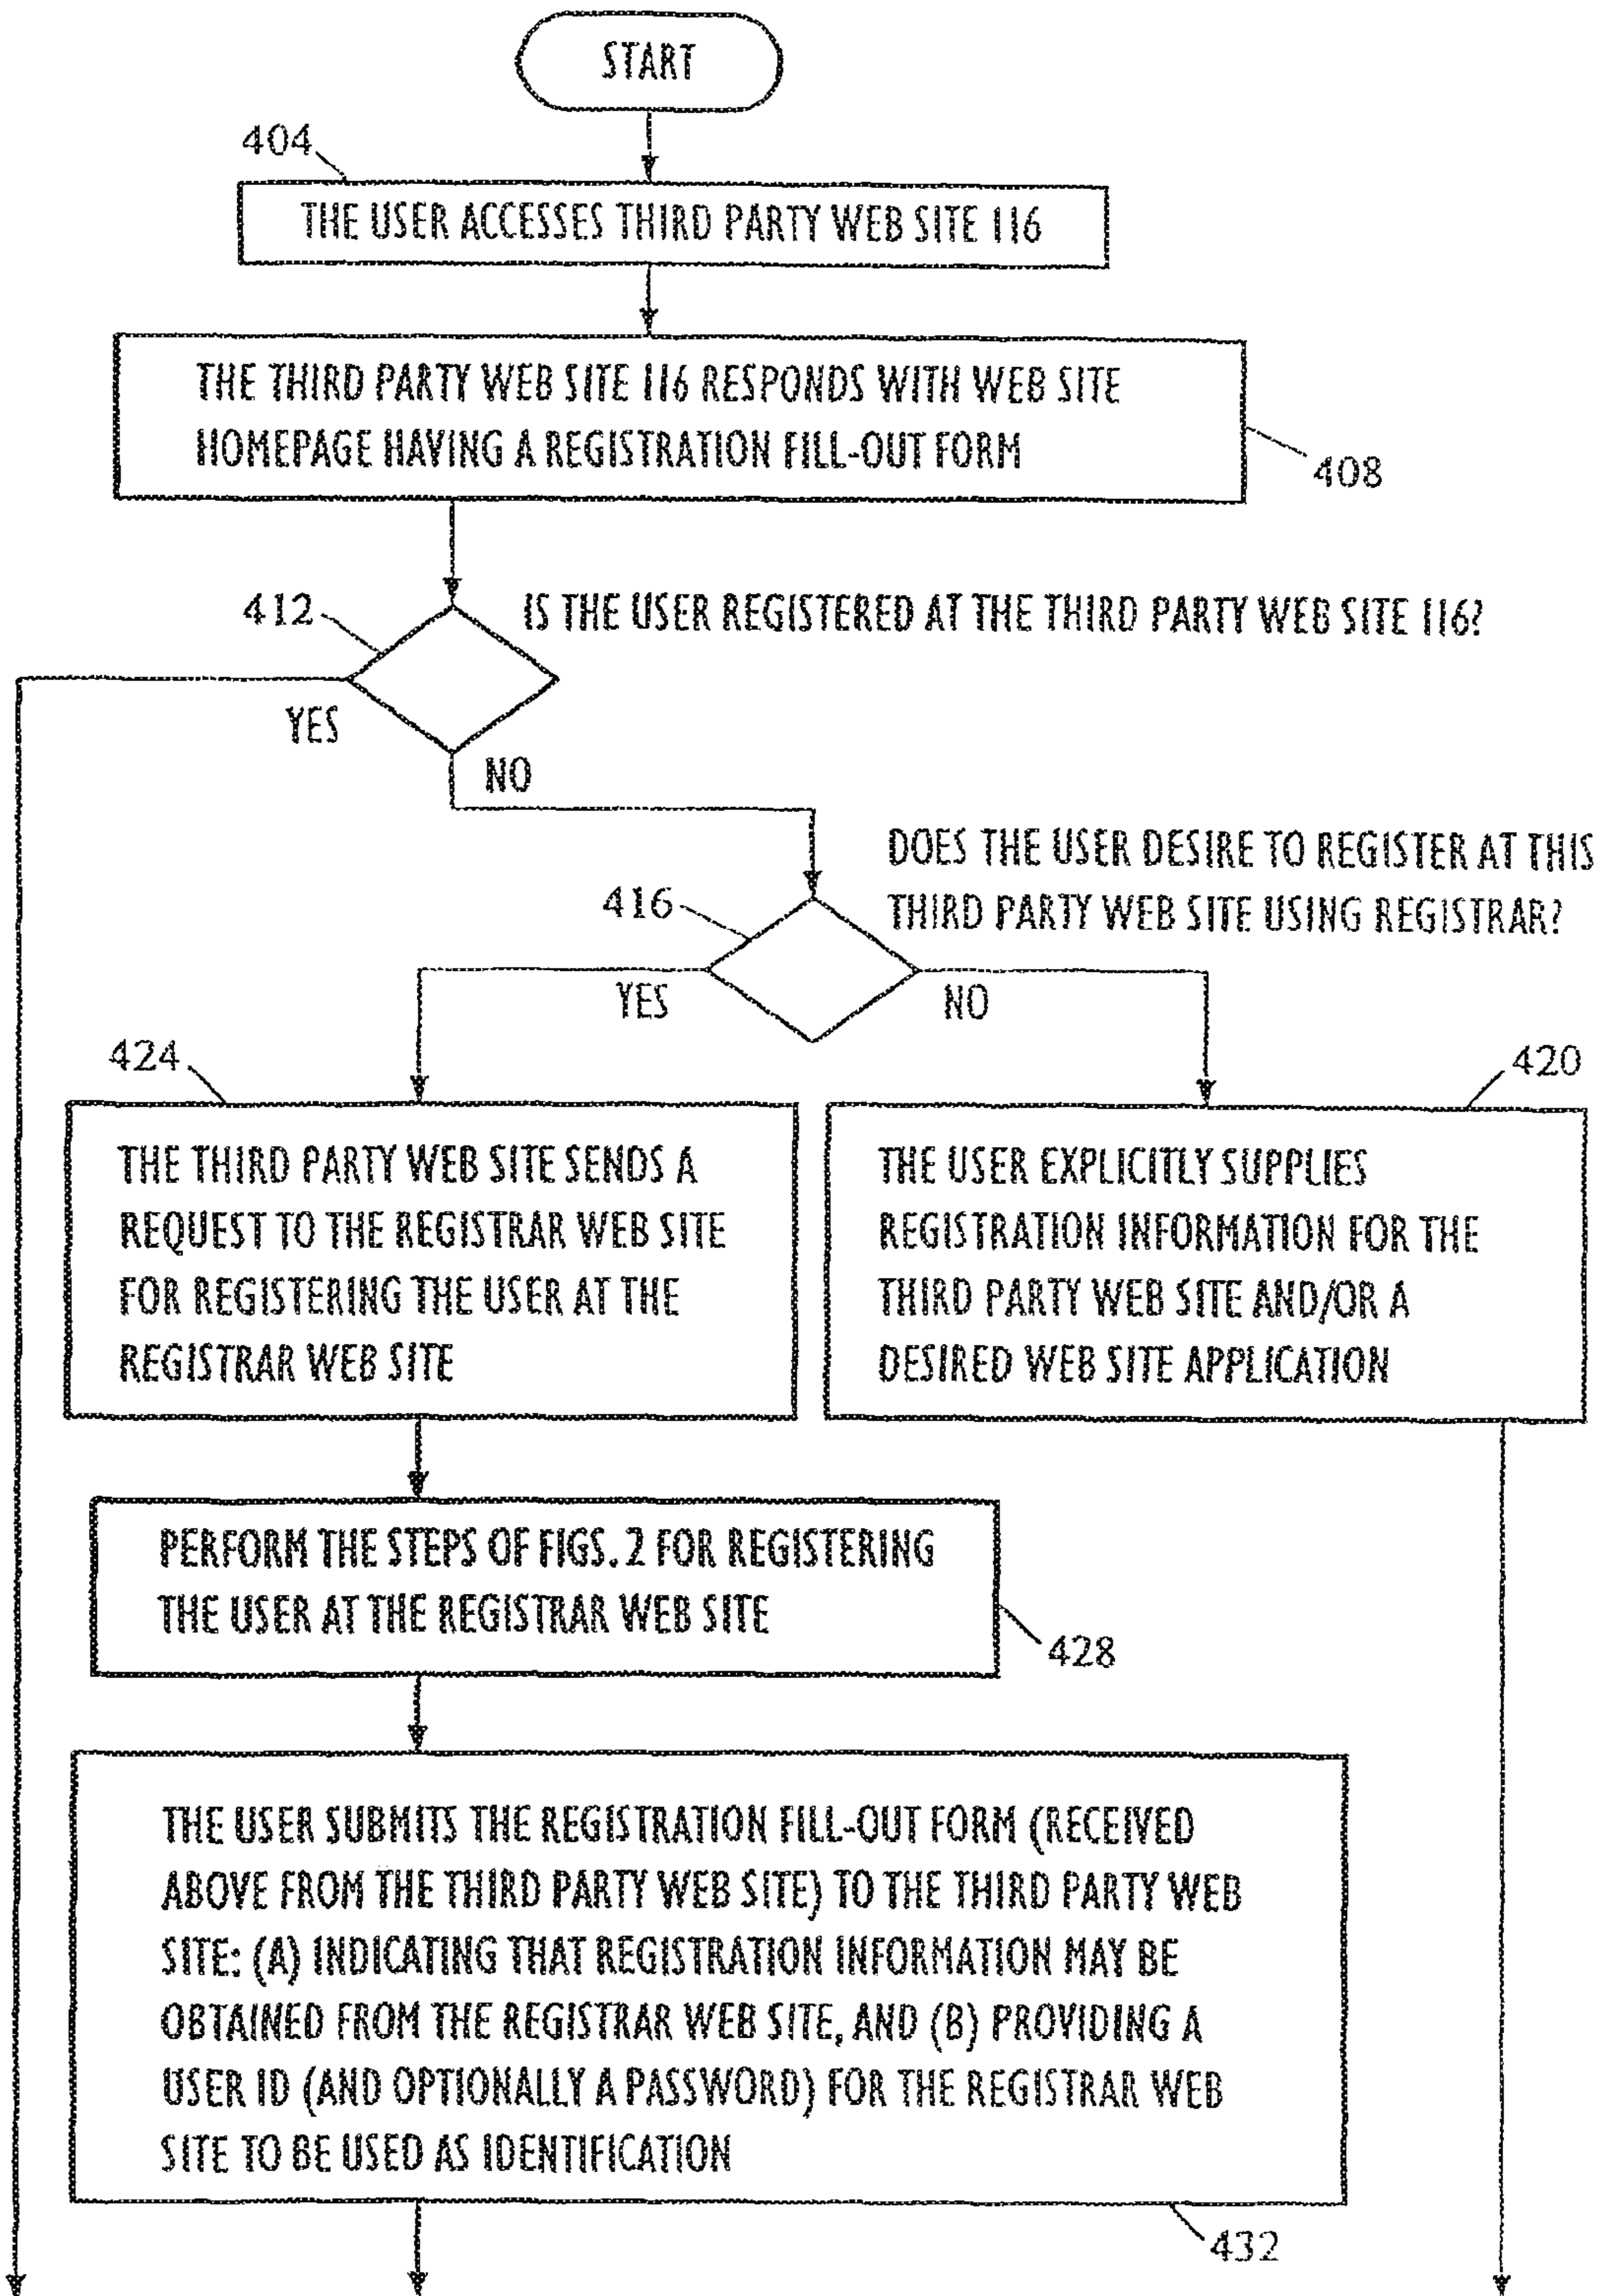 START
404
THE USER ACCESSES THIRD PARTY WEB SITE 116
THE THIRD PARTY WEB SITE 116 RESPONDS WITH WEB SITE
HOMEPAGE HAVING A REGISTRATION FILL-OUT FORM
408
412
IS THE USER REGISTERED AT THE THIRD PARTY WEB SITE 116?
YES
NO
DOES THE USER DESIRE TO REGISTER AT THIS
THIRD PARTY WEB SITE USING REGISTRAR?
416
YES
NO
424
420
THE THIRD PARTY WEB SITE SENDS A
REQUEST TO THE REGISTRAR WEB SITE
FOR REGISTERING THE USER AT THE
REGISTRAR WEB SITE
THE USER EXPLICITLY SUPPLIES
REGISTRATION INFORMATION FOR THE
THIRD PARTY WEB SITE AND/OR A
DESIRED WEB SITE APPLICATION
PERFORM THE STEPS OF FIGS. 2 FOR REGISTERING
THE USER AT THE REGISTRAR WEB SITE
428
THE USER SUBMITS THE REGISTRATION FILL-OUT FORM (RECEIVED
ABOVE FROM THE THIRD PARTY WEB SITE) TO THE THIRD PARTY WEB
SITE: (A) INDICATING THAT REGISTRATION INFORMATION MAY BE
OBTAINED FROM THE REGISTRAR WEB SITE, AND (B) PROVIDING A
USER ID (AND OPTIONALLY A PASSWORD) FOR THE REGISTRAR WEB
SITE TO BE USED AS IDENTIFICATION
432